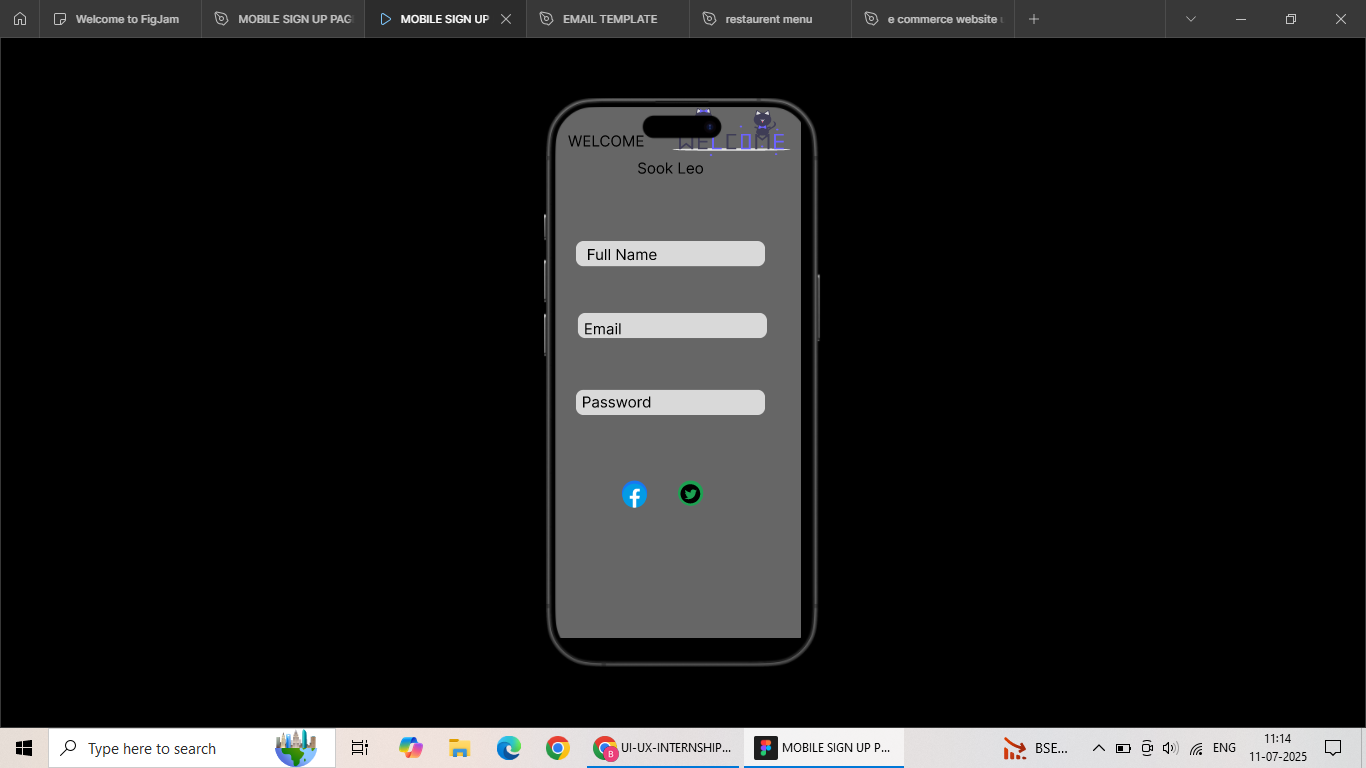 Welcome to FigJam
MOBILE SIGN UP PAG
MOBILE SIGN UP
EMAIL TEMPLATE
restaurent menu
e commerce website
WELCOME
WELCOME
Sook Leo
Full Name
Email
Password
Type here to search
UI-UX-INTERNSHIP...
MOBILE SIGN UP P...
BSE...
ENG
11:14
11-07-2025